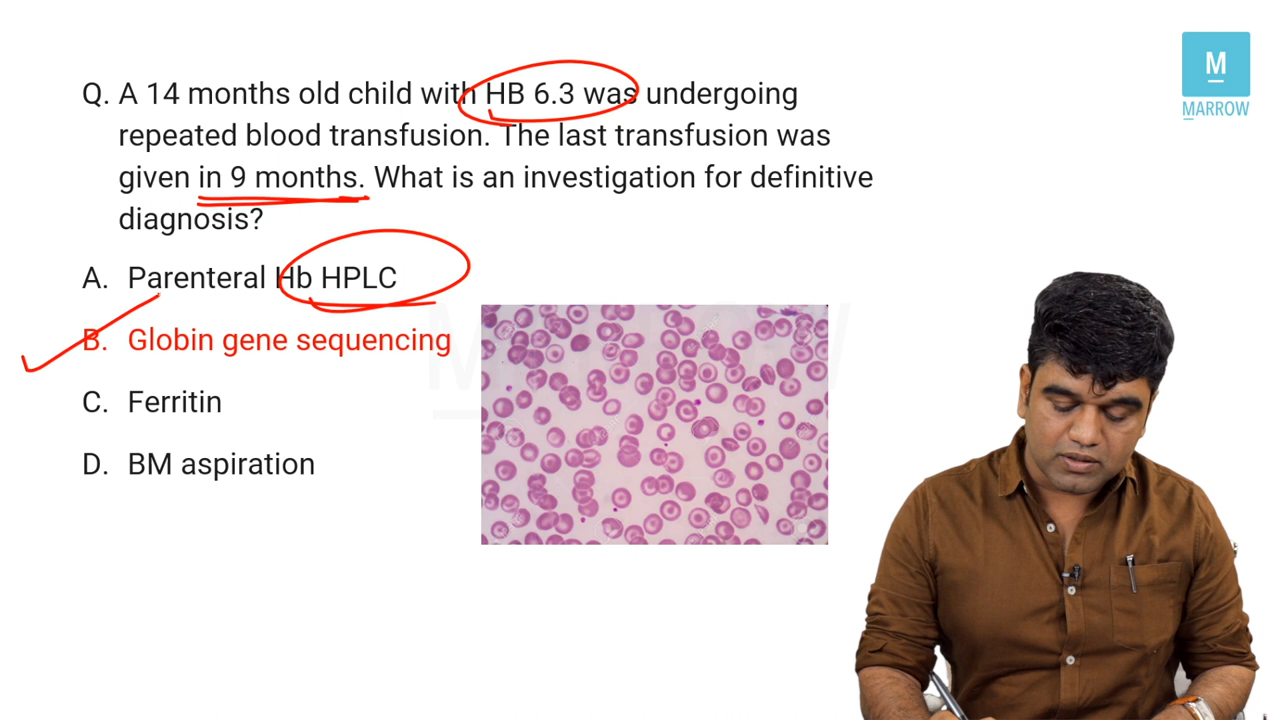 M
MARROW
Q. A 14 months old child with HB 6.3 was undergoing
repeated blood transfusion. The last transfusion was
given in 9 months. What is an investigation for definitive
diagnosis?
A. Parenteral Hb HPLC
B. Globin gene sequencing
C. Ferritin
D. BM aspiration